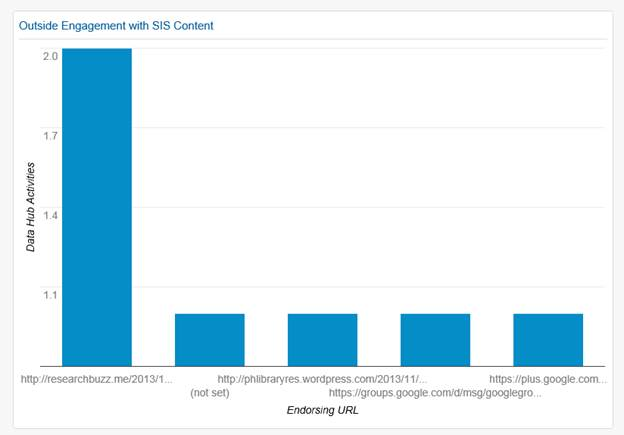 Outside Engagement with SIS Content
2.0
1.7
1.4
1.1
Data Hub Activities
http://researchbuzz.me/2013/1...
(not set)
http://phlibraryres.wordpress.com/2013/11/...
https://groups.google.com/d/msg/googlegro...
https://plus.google.com...
Endorsing URL